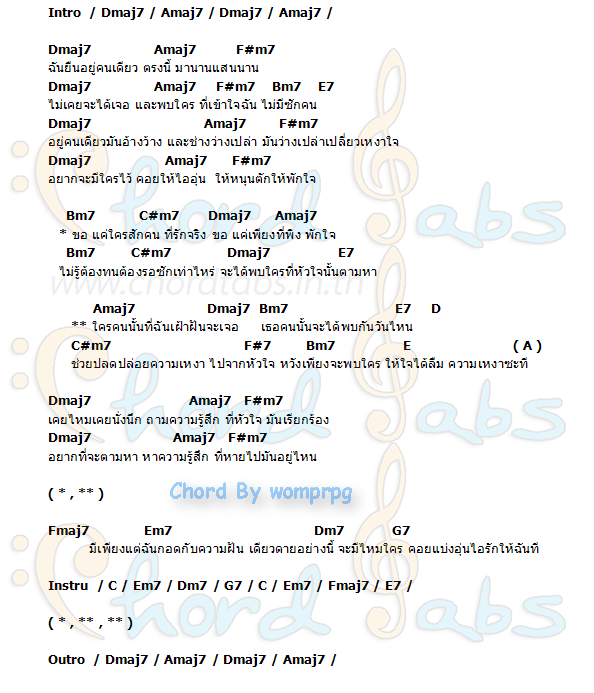 Intro / Dmaj7 / Amaj7 / Dmaj7 / Amaj7 /
Dmaj7 Amaj7 F#m7
ฉันยืนอยู่คนเดียว ตรงนี้ มานานแสนนาน
Dmaj7 Amaj7 F#m7 Bm7 E7
ไม่เคยจะได้เจอ และพบใคร ที่เข้าใจฉัน ไม่มีซักคน
Dmaj7 Amaj7 F#m7
อยู่คนเดียวมันอ้างว้าง และช่างว่างเปล่า มันว่างเปล่าเปลี่ยวเหงาใจ
Dmaj7 Amaj7 F#m7
อยากจะมีใครไว้ คอยให้ไออุ่น ให้หนุนตักให้พักใจ
Bm7 C#m7 Dmaj7 Amaj7
* ขอ แค่ใครสักคน ที่รักจริง ขอ แค่เพียงที่พิง พักใจ
Bm7 C#m7 Dmaj7 E7
ไม่รู้ต้องทนต้องรอซักเท่าไหร่ จะได้พบใครที่หัวใจนั้นตามหา
www.chordtabs.in.th
Amaj7 Dmaj7 Bm7 E7 D
** ใครคนนั้นที่ฉันเฝ้าฝันจะเจอ เธอคนนั้นจะได้พบกันวันไหน
C#m7 F#7 Bm7 E ( A )
ช่วยปลดปล่อยความเหงา ไปจากหัวใจ หวังเพียงจะพบใคร ให้ใจได้ลืม ความเหงาซะที
Dmaj7 Amaj7 F#m7
เคยไหมเคยนั่งนึก ถามความรู้สึก ที่หัวใจ มันเรียกร้อง
Dmaj7 Amaj7 F#m7
อยากที่จะตามหา หาความรู้สึก ที่หายไปมันอยู่ไหน
( * , ** )
Chord By womprpg
Fmaj7 Em7 Dm7 G7
มีเพียงแต่ฉันกอดกับความฝัน เดียวดายอย่างนี้ จะมีไหมใคร คอยแบ่งอุ่นไอรักให้ฉันที
Instru / C / Em7 / Dm7 / G7 / C / Em7 / Fmaj7 / E7 /
( * , ** , ** )
Outro / Dmaj7 / Amaj7 / Dmaj7 / Amaj7 /